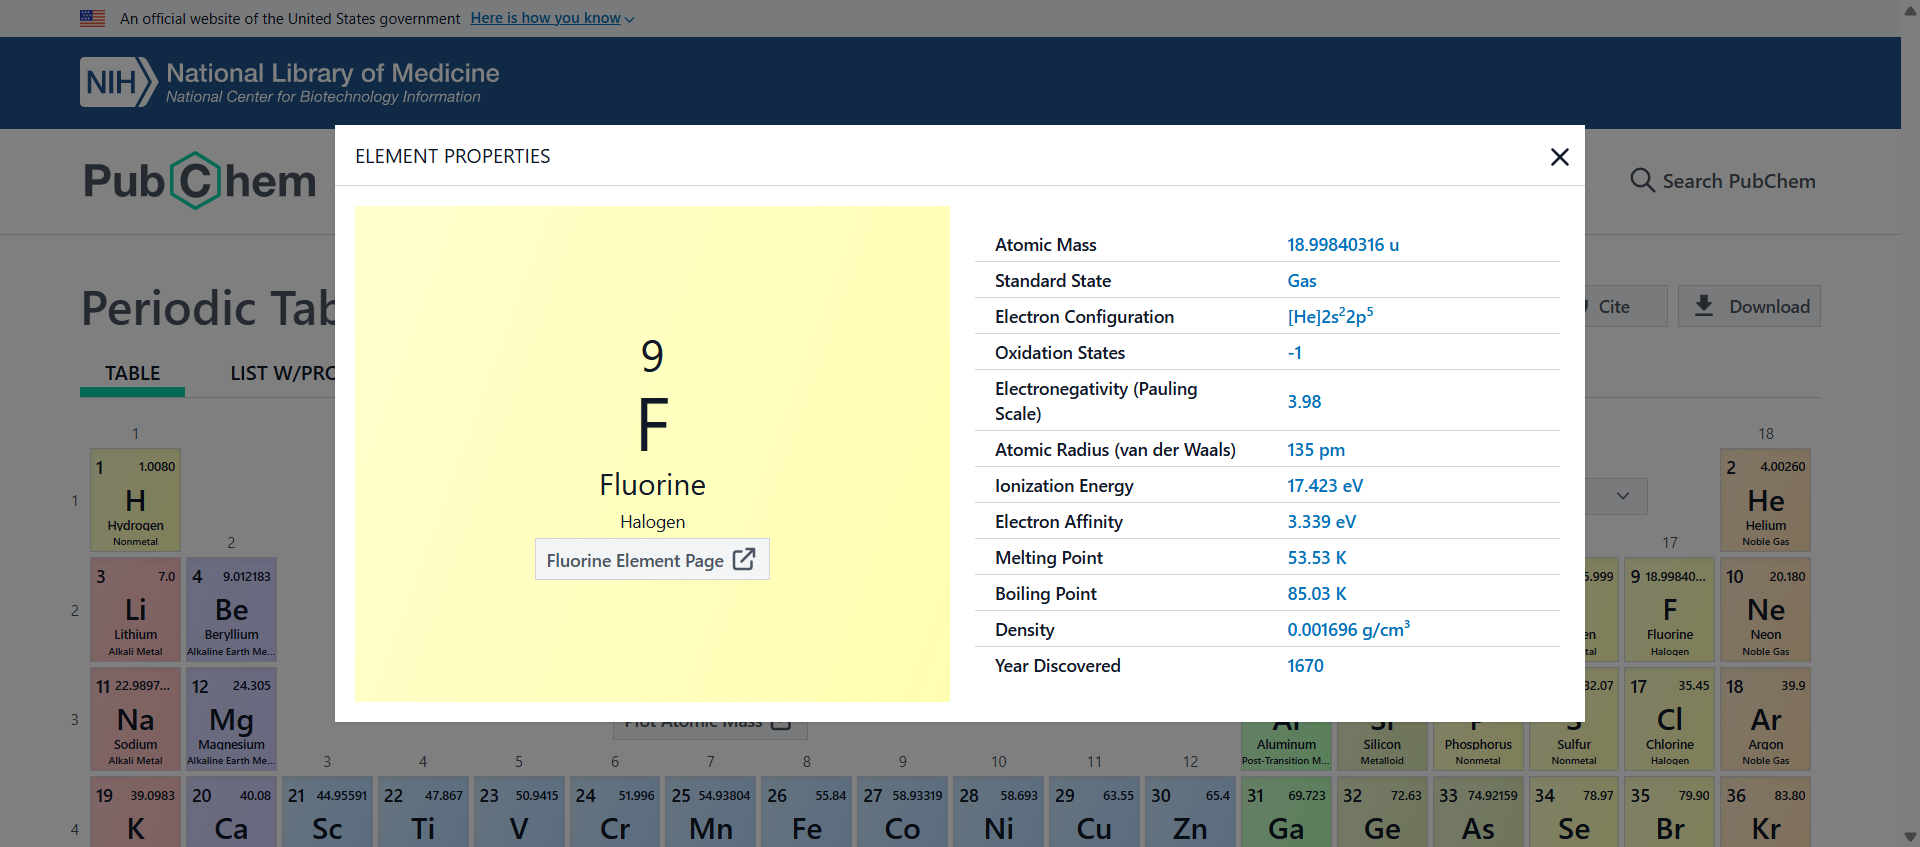 An official website of the United States government Here is how you know
NIH National Library of Medicine
National Center for Biotechnology Information
PubChem
Search PubChem
ELEMENT PROPERTIES
9
F
Fluorine
Halogen
Fluorine Element Page
Atomic Mass 18.99840316 u
Standard State Gas
Electron Configuration [He]2s²2p⁵
Oxidation States -1
Electronegativity (Pauling
Scale) 3.98
Atomic Radius (van der Waals) 135 pm
Ionization Energy 17.423 eV
Electron Affinity 3.339 eV
Melting Point 53.53 K
Boiling Point 85.03 K
Density 0.001696 g/cm³
Year Discovered 1670
Periodic Tab
Cite Download
TABLE LIST W/PRO
1 18
1 1.0080 2 4.00260
1 H He
Hydrogen Helium
Nonmetal Noble Gas
2 17
3 7.0 4 9.012183 5.999 9 18.99840... 10 20.180
2 Li Be F Ne
Lithium Beryllium en Fluorine Neon
Alkali Metal Alkaline Earth Me... tal Halogen Noble Gas
11 22.9897... 12 24.305 32.07 17 35.45 18 39.9
3 Na Mg Plot Atomic Mass Al Si P S Cl Ar
Sodium Magnesium Aluminum Silicon Phosphorus Sulfur Chlorine Argon
Alkali Metal Alkaline Earth Me... Post-Transition M... Metalloid Nonmetal Nonmetal Halogen Noble Gas
3 4 5 6 7 8 9 10 11 12
19 39.0983 20 40.08 21 44.95591 22 47.867 23 50.9415 24 51.996 25 54.93804 26 55.84 27 58.93319 28 58.693 29 63.55 30 65.4 31 69.723 32 72.63 33 74.92159 34 78.97 35 79.90 36 83.80
4 K Ca Sc Ti V Cr Mn Fe Co Ni Cu Zn Ga Ge As Se Br Kr